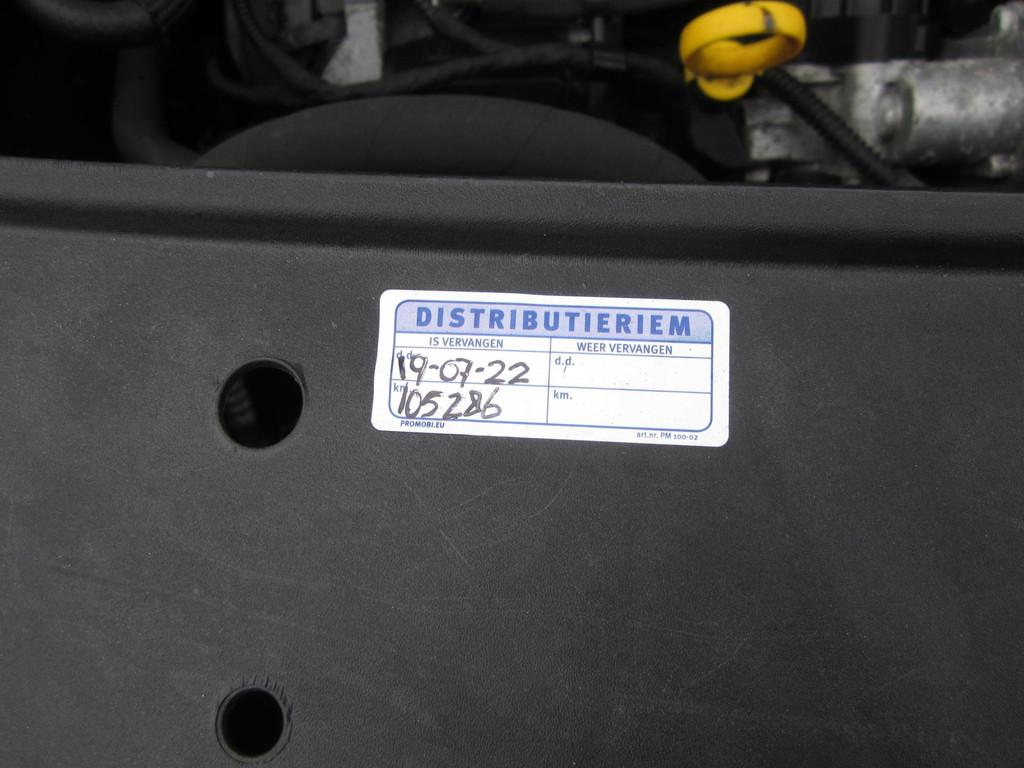 DISTRIBUTIERIEM
IS VERVANGEN WEER VERVANGEN
d.d. 19-07-22 d.d.
km 105286 km.
PROMOBI.EU art.nr. PM 100-02